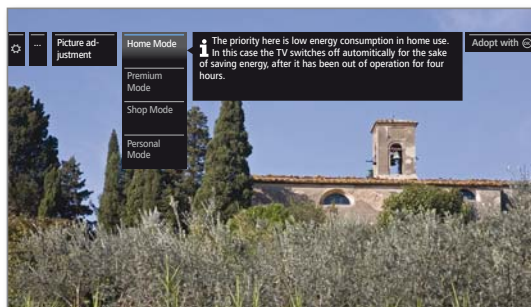 ...
Picture ad-
justment
Home Mode
Premium
Mode
Shop Mode
Personal
Mode
i The priority here is low energy consumption in home use.
In this case the TV switches off automitically for the sake
of saving energy, after it has been out of operation for four
hours.
Adopt with